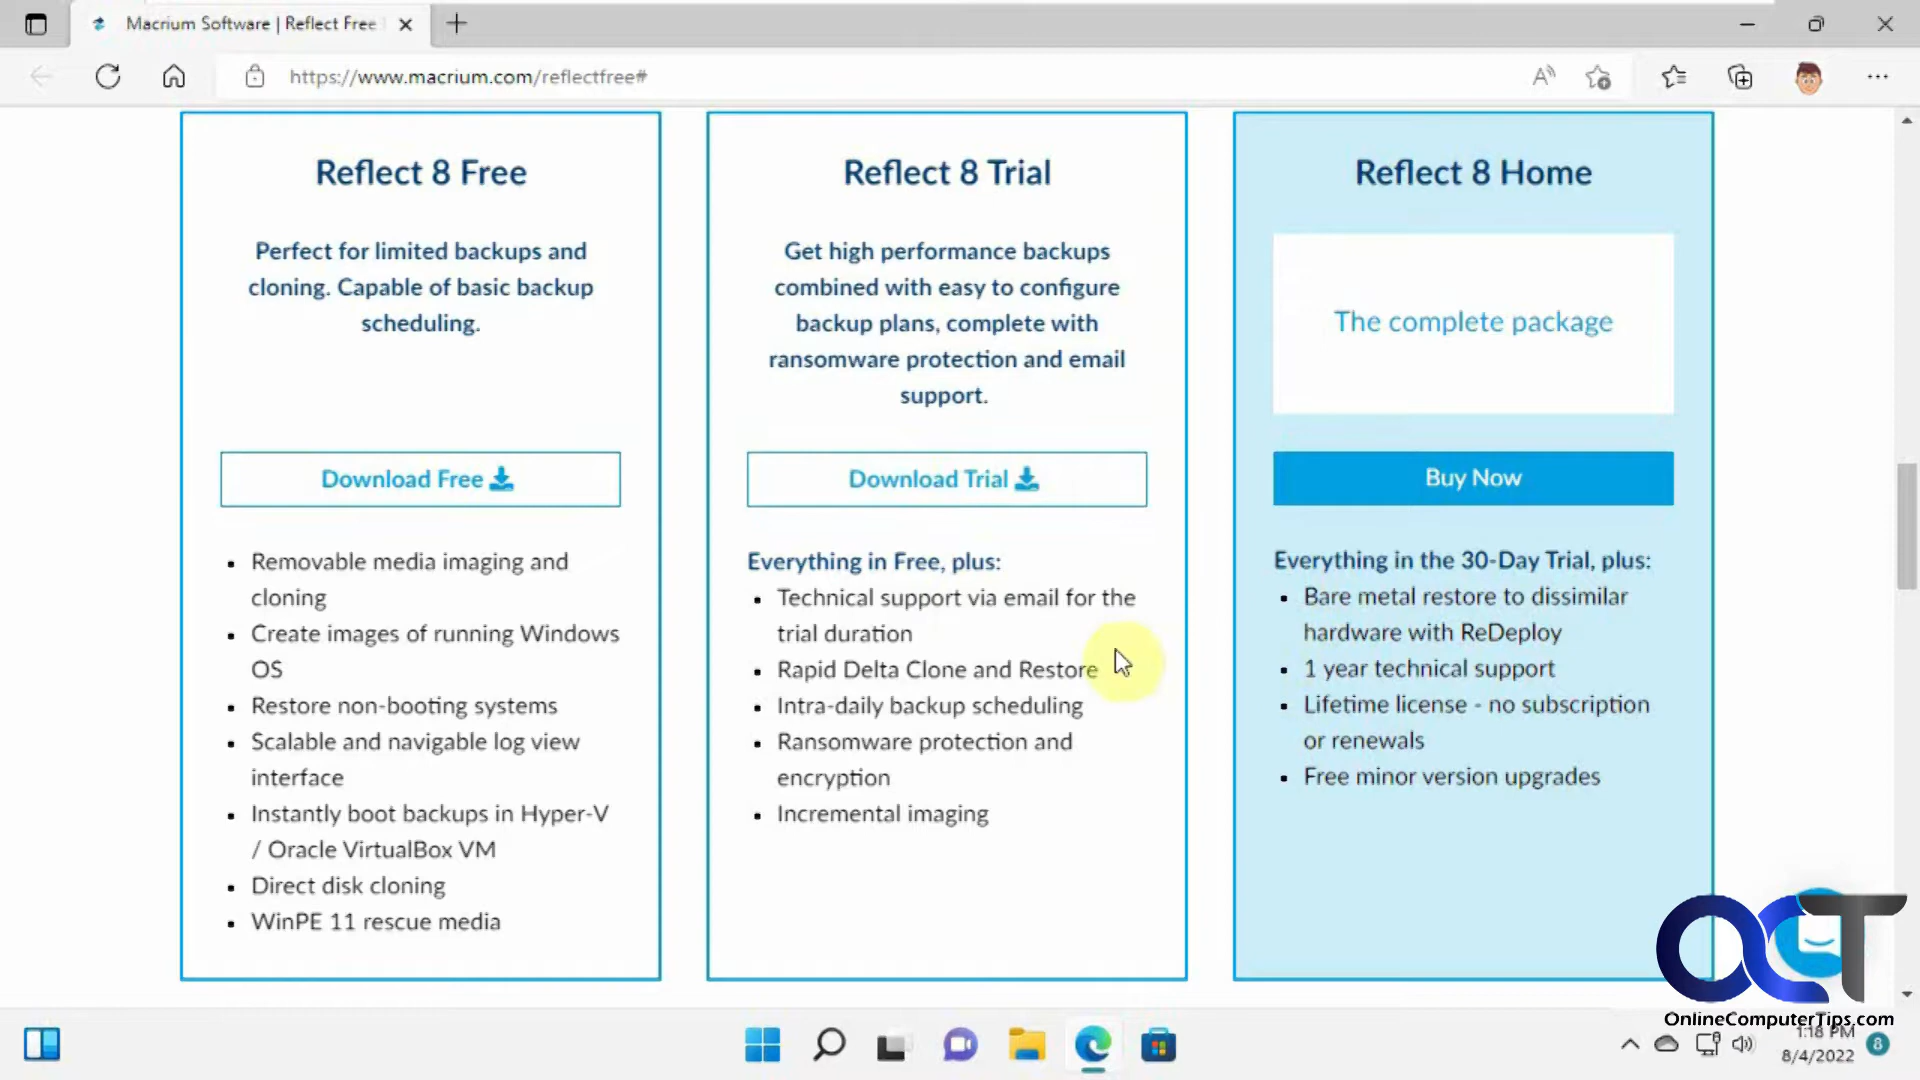 Macrium Software | Reflect Free
https://www.macrium.com/reflectfree#
Reflect 8 Free
Perfect for limited backups and
cloning. Capable of basic backup
scheduling.
Download Free
Removable media imaging and
cloning
Create images of running Windows
OS
Restore non-booting systems
Scalable and navigable log view
interface
Instantly boot backups in Hyper-V
/ Oracle VirtualBox VM
Direct disk cloning
WinPE 11 rescue media
Reflect 8 Trial
Get high performance backups
combined with easy to configure
backup plans, complete with
ransomware protection and email
support.
Download Trial
Everything in Free, plus:
Technical support via email for the
trial duration
Rapid Delta Clone and Restore
Intra-daily backup scheduling
Ransomware protection and
encryption
Incremental imaging
Reflect 8 Home
The complete package
Buy Now
Everything in the 30-Day Trial, plus:
Bare metal restore to dissimilar
hardware with ReDeploy
1 year technical support
Lifetime license - no subscription
or renewals
Free minor version upgrades
OCT
OnlineComputerTips.com
1:18 PM
8/4/2022
8